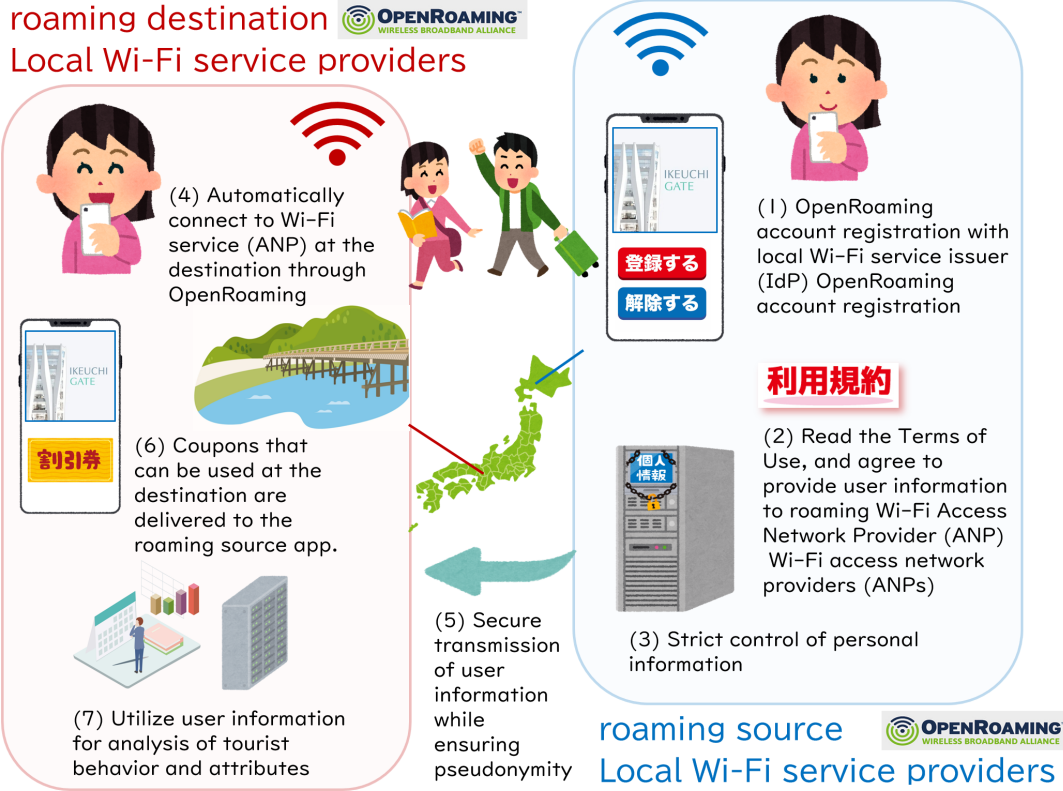 roaming destination
OPENROAMING™
WIRELESS BROADBAND ALLIANCE
Local Wi-Fi service providers
(4) Automatically
connect to Wi-Fi
service (ANP) at the
destination through
OpenRoaming
IKEUCHI
GATE
割引券
(6) Coupons that
can be used at the
destination are
delivered to the
roaming source app.
(7) Utilize user information
for analysis of tourist
behavior and attributes
(5) Secure
transmission
of user
information
while
ensuring
pseudonymity
IKEUCHI
GATE
登録する
解除する
(1) OpenRoaming
account registration with
local Wi-Fi service issuer
(IdP) OpenRoaming
account registration
利用規約
(2) Read the Terms of
Use, and agree to
provide user information
to roaming Wi-Fi Access
Network Provider (ANP)
Wi-Fi access network
providers (ANPs)
個人
情報
(3) Strict control of personal
information
roaming source
OPENROAMING™
WIRELESS BROADBAND ALLIANCE
Local Wi-Fi service providers